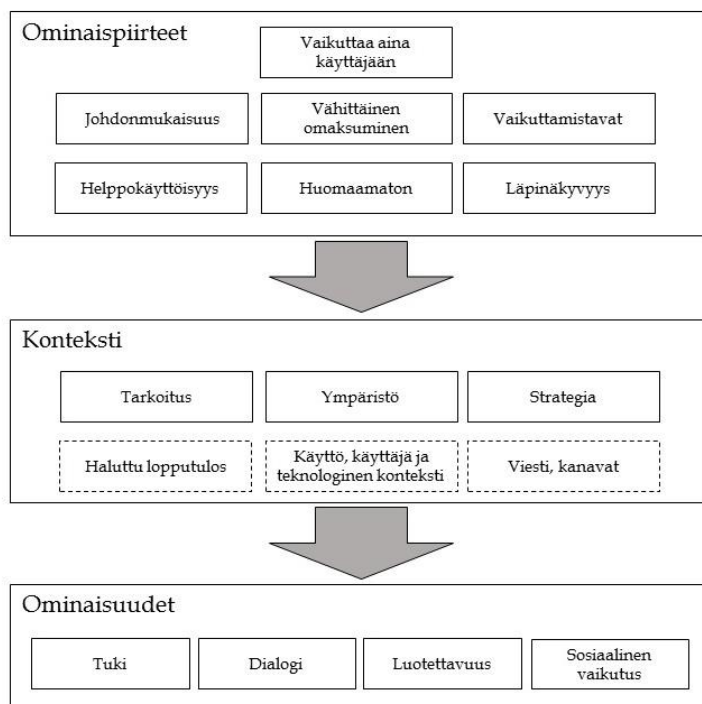 Ominaispiirteet
Vaikuttaa aina
käyttäjään
Johdonmukaisuus
Vähittäinen
omaksuminen
Vaikuttamistavat
Helppokäyttöisyys
Huomaamaton
Läpinäkyvyys
Konteksti
Tarkoitus
Ympäristö
Strategia
Haluttu lopputulos
Käyttö, käyttäjä ja
teknologinen konteksti
Viesti, kanavat
Ominaisuudet
Tuki
Dialogi
Luotettavuus
Sosiaalinen
vaikutus